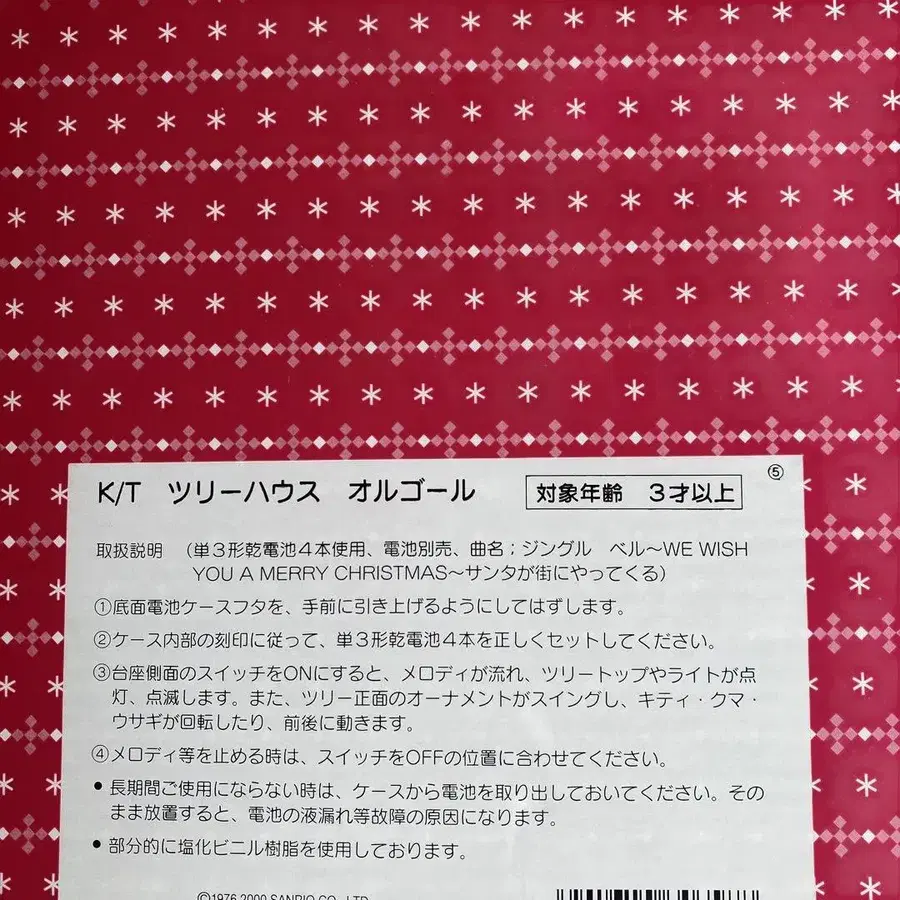 ⑤
K/T ツリーハウス オルゴール 対象年齢 3才以上
取扱説明 (単3形乾電池4本使用、電池別売、曲名;ジングル ベル〜WE WISH
YOU A MERRY CHRISTMAS〜サンタが街にやってくる)
①底面電池ケースフタを、手前に引き上げるようにしてはずします。
②ケース内部の刻印に従って、単3形乾電池4本を正しくセットしてください。
③台座側面のスイッチをONにすると、メロディが流れ、ツリートップやライトが点
灯、点滅します。また、ツリー正面のオーナメントがスイングし、キティ・クマ・
ウサギが回転したり、前後に動きます。
④メロディ等を止める時は、スイッチをOFFの位置に合わせてください。
● 長期間ご使用にならない時は、ケースから電池を取り出しておいてください。その
まま放置すると、電池の液漏れ等故障の原因になります。
● 部分的に塩化ビニル樹脂を使用しております。
©1976,2000 SANRIO CO., LTD.